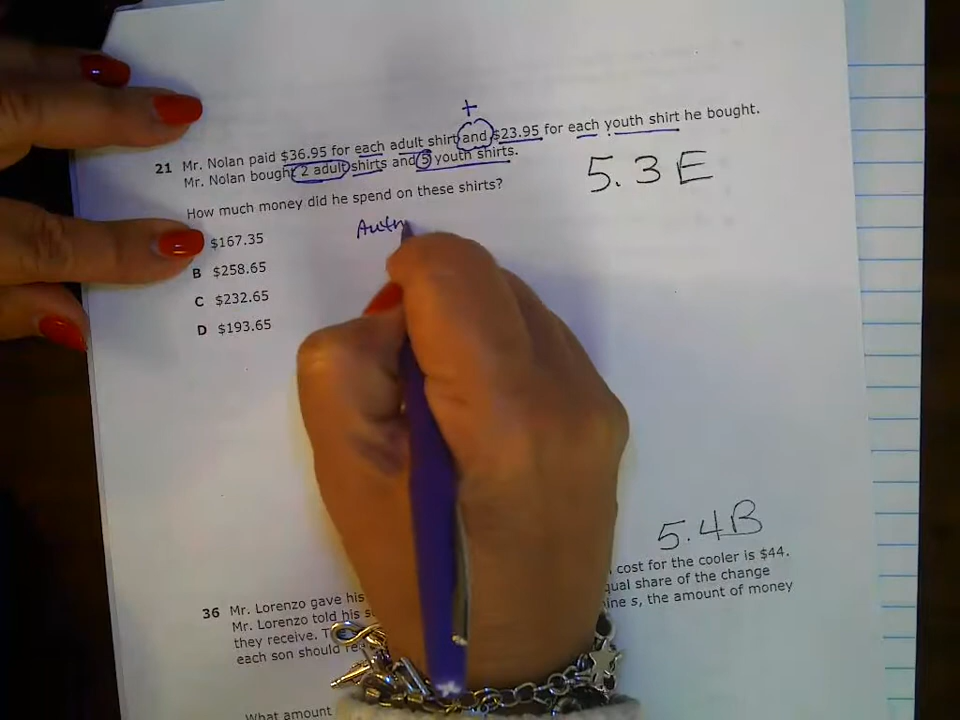 +
21 Mr. Nolan paid $36.95 for each adult shirt and $23.95 for each youth shirt he bought.
Mr. Nolan bought 2 adult shirts and 5 youth shirts.
5.3E
How much money did he spend on these shirts?
$167.35
B $258.65
C $232.65
D $193.65
5.4B
36 Mr. Lorenzo gave his cost for the cooler is $44.
Mr. Lorenzo told his of the change
they receive. the amount of money
each son should
What amount